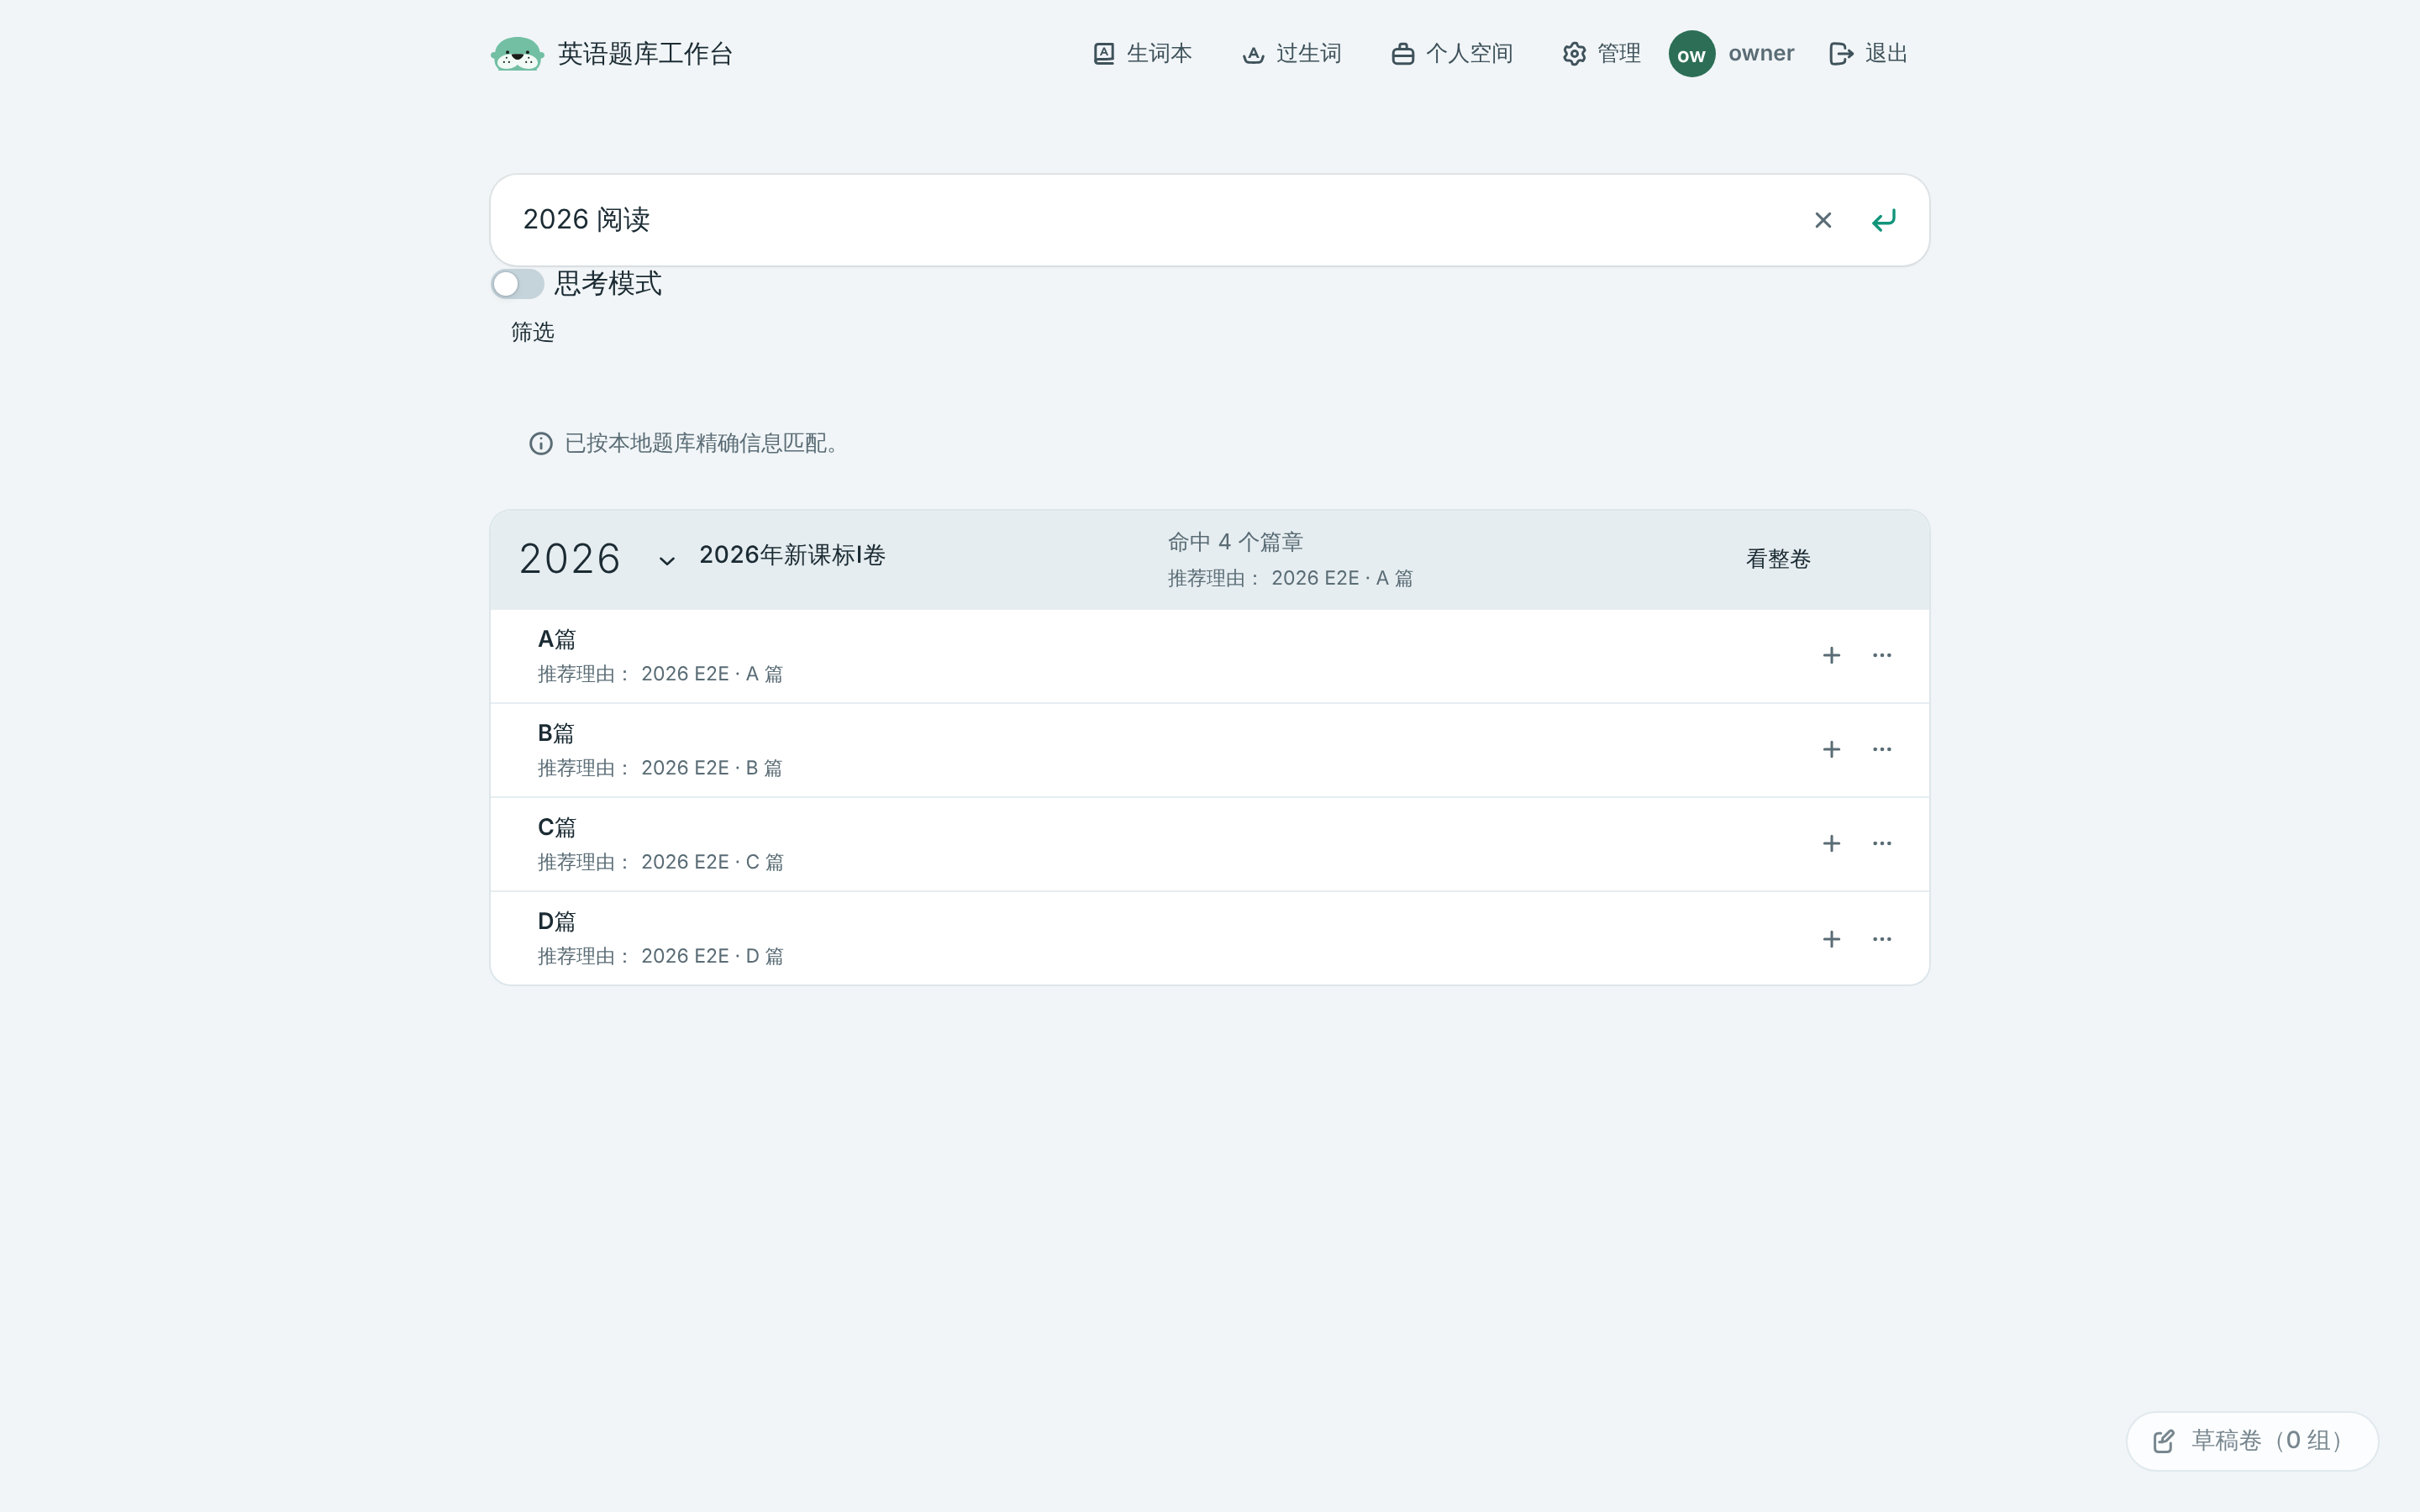 英语题库工作台
生词本
过生词
个人空间
管理
ow
owner
退出
2026 阅读
思考模式
筛选
已按本地题库精确信息匹配。
2026
2026年新课标I卷
命中 4 个篇章
推荐理由： 2026 E2E · A 篇
看整卷
A篇
推荐理由： 2026 E2E · A 篇
B篇
推荐理由： 2026 E2E · B 篇
C篇
推荐理由： 2026 E2E · C 篇
D篇
推荐理由： 2026 E2E · D 篇
草稿卷（0 组）